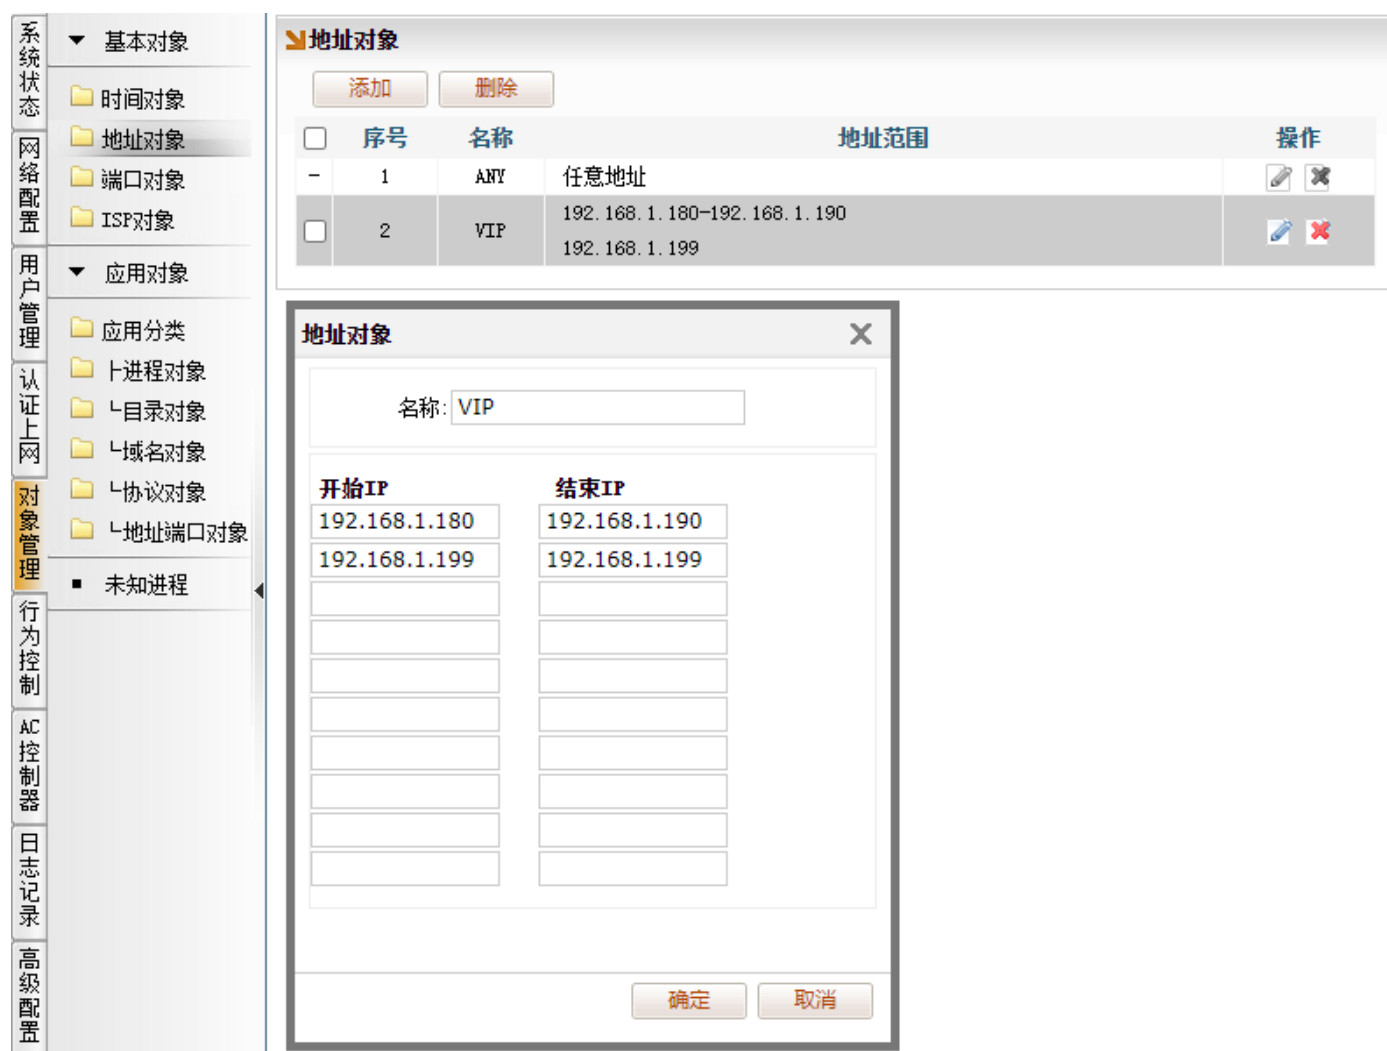 系统状态
网络配置
用户管理
认证上网
对象管理
行为控制
AC控制器
日志记录
高级配置
基本对象
时间对象
地址对象
端口对象
ISP对象
应用对象
应用分类
├进程对象
└目录对象
└域名对象
└协议对象
└地址端口对象
未知进程
地址对象
添加 删除
序号 名称 地址范围 操作
- 1 ANY 任意地址
2 VIP 192.168.1.180-192.168.1.190
192.168.1.199
地址对象
名称: VIP
开始IP 结束IP
192.168.1.180 192.168.1.190
192.168.1.199 192.168.1.199
确定 取消